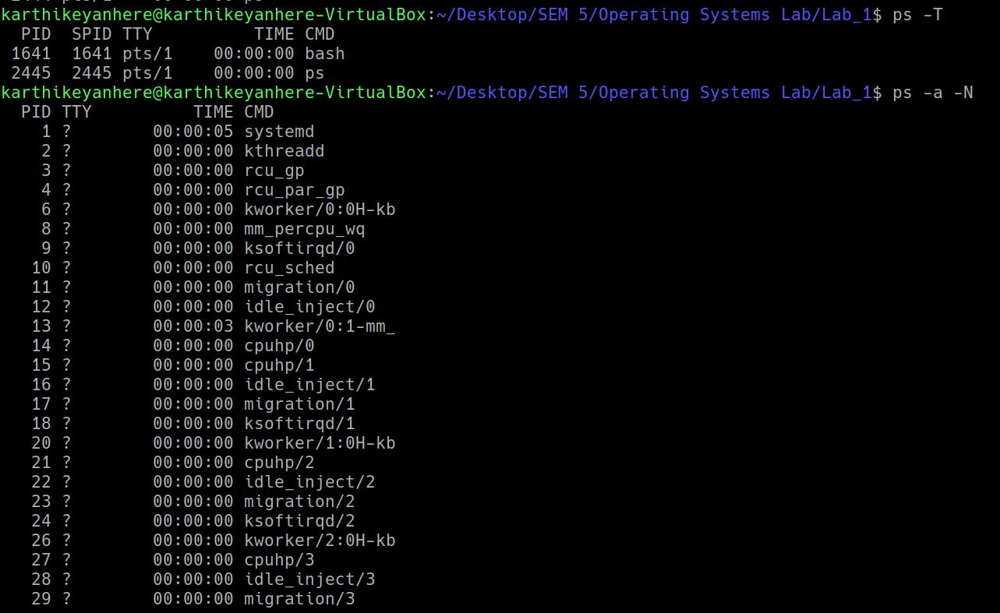 karthikeyanhere@karthikeyanhere-VirtualBox:~/Desktop/SEM 5/Operating Systems Lab/Lab_1$ ps -T
    PID    SPID TTY          TIME CMD
   1641    1641 pts/1    00:00:00 bash
   2445    2445 pts/1    00:00:00 ps
karthikeyanhere@karthikeyanhere-VirtualBox:~/Desktop/SEM 5/Operating Systems Lab/Lab_1$ ps -a -N
    PID TTY          TIME CMD
      1 ?        00:00:05 systemd
      2 ?        00:00:00 kthreadd
      3 ?        00:00:00 rcu_gp
      4 ?        00:00:00 rcu_par_gp
      6 ?        00:00:00 kworker/0:0H-kb
      8 ?        00:00:00 mm_percpu_wq
      9 ?        00:00:00 ksoftirqd/0
     10 ?        00:00:00 rcu_sched
     11 ?        00:00:00 migration/0
     12 ?        00:00:00 idle_inject/0
     13 ?        00:00:03 kworker/0:1-mm_
     14 ?        00:00:00 cpuhp/0
     15 ?        00:00:00 cpuhp/1
     16 ?        00:00:00 idle_inject/1
     17 ?        00:00:00 migration/1
     18 ?        00:00:00 ksoftirqd/1
     20 ?        00:00:00 kworker/1:0H-kb
     21 ?        00:00:00 cpuhp/2
     22 ?        00:00:00 idle_inject/2
     23 ?        00:00:00 migration/2
     24 ?        00:00:00 ksoftirqd/2
     26 ?        00:00:00 kworker/2:0H-kb
     27 ?        00:00:00 cpuhp/3
     28 ?        00:00:00 idle_inject/3
     29 ?        00:00:00 migration/3